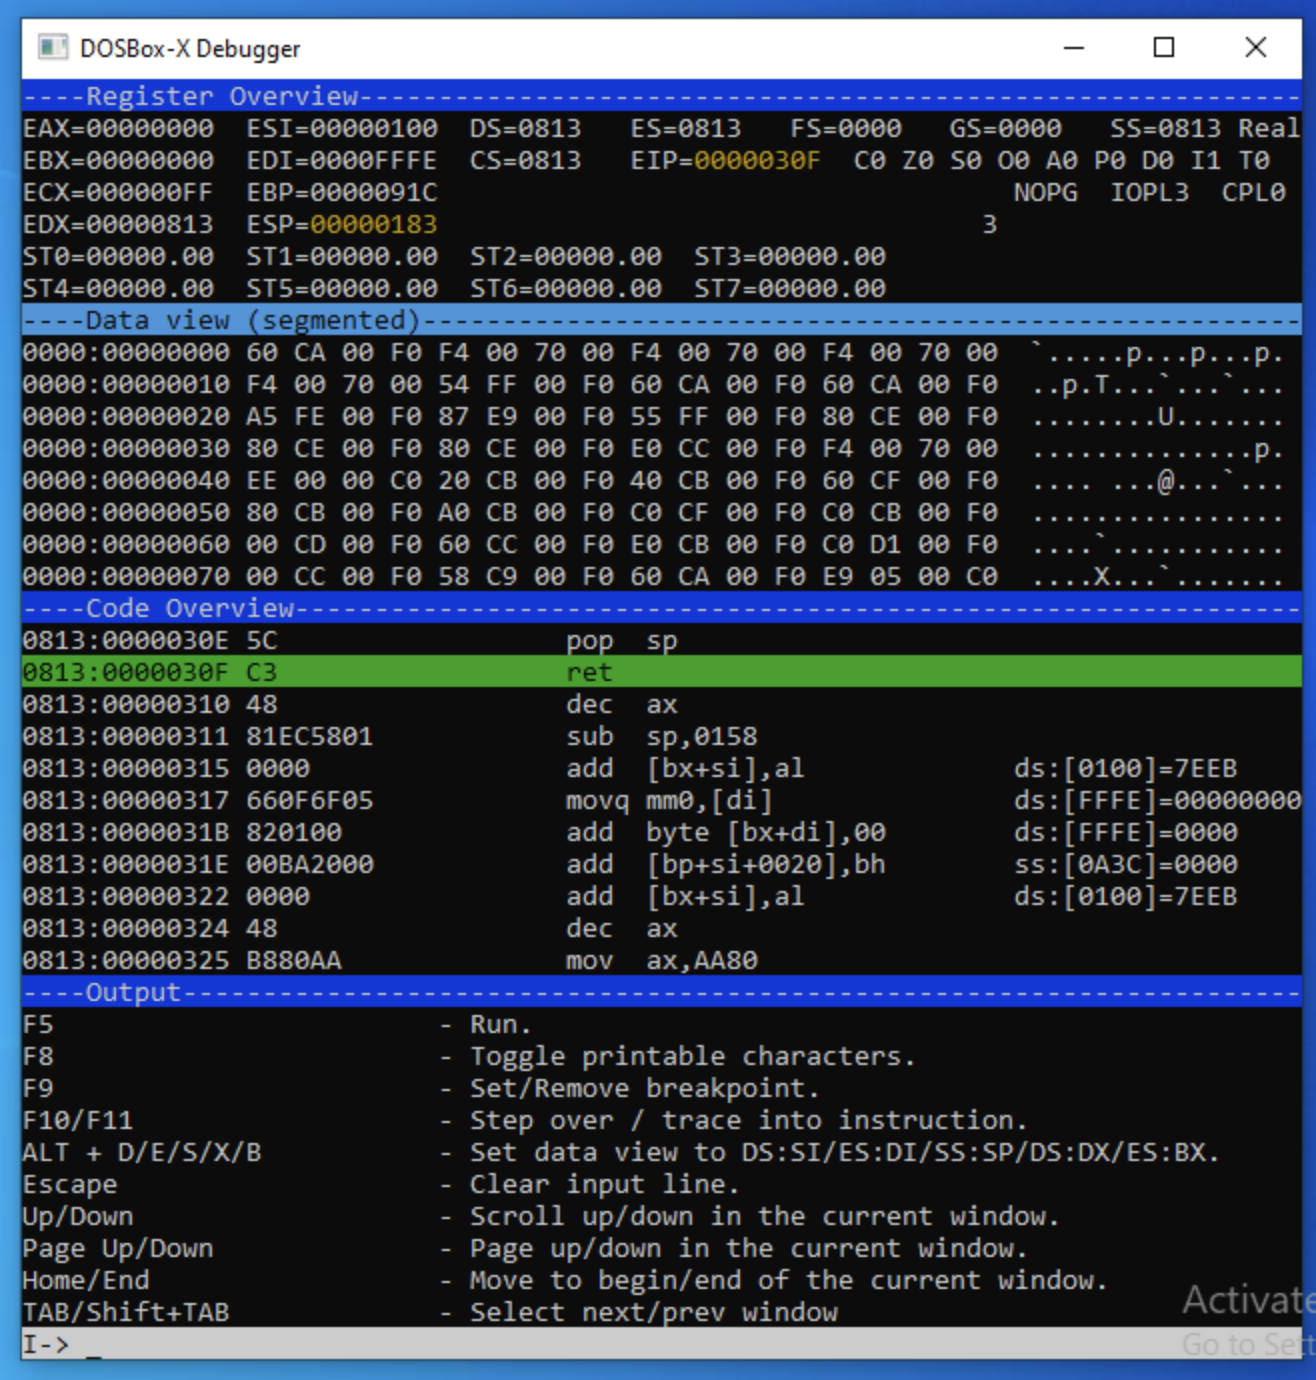 DOSBox-X Debugger
----Register Overview-----------------------------------------------------------
EAX=00000000  ESI=00000100  DS=0813   ES=0813   FS=0000   GS=0000   SS=0813 Real
EBX=00000000  EDI=0000FFFE  CS=0813   EIP=0000030F  C0 Z0 S0 O0 A0 P0 D0 I1 T0
ECX=000000FF  EBP=0000091C                                    NOPG  IOPL3  CPL0
EDX=00000813  ESP=00000183                                  3
ST0=00000.00  ST1=00000.00  ST2=00000.00  ST3=00000.00
ST4=00000.00  ST5=00000.00  ST6=00000.00  ST7=00000.00
----Data view (segmented)-------------------------------------------------------
0000:00000000 60 CA 00 F0 F4 00 70 00 F4 00 70 00 F4 00 70 00  `.....p...p...p.
0000:00000010 F4 00 70 00 54 FF 00 F0 60 CA 00 F0 60 CA 00 F0  ..p.T...`...`...
0000:00000020 A5 FE 00 F0 87 E9 00 F0 55 FF 00 F0 80 CE 00 F0  ........U.......
0000:00000030 80 CE 00 F0 80 CE 00 F0 E0 CC 00 F0 F4 00 70 00  ..............p.
0000:00000040 EE 00 00 C0 20 CB 00 F0 40 CB 00 F0 60 CF 00 F0  .... ...@...`...
0000:00000050 80 CB 00 F0 A0 CB 00 F0 C0 CF 00 F0 C0 CB 00 F0  ................
0000:00000060 00 CD 00 F0 60 CC 00 F0 E0 CB 00 F0 C0 D1 00 F0  ....`...........
0000:00000070 00 CC 00 F0 58 C9 00 F0 60 CA 00 F0 E9 05 00 C0  ....X...`.......
----Code Overview---------------------------------------------------------------
0813:0000030E 5C                  pop  sp
0813:0000030F C3                  ret
0813:00000310 48                  dec  ax
0813:00000311 81EC5801            sub  sp,0158
0813:00000315 0000                add  [bx+si],al             ds:[0100]=7EEB
0813:00000317 660F6F05            movq mm0,[di]               ds:[FFFE]=00000000
0813:0000031B 820100              add  byte [bx+di],00        ds:[FFFE]=0000
0813:0000031E 00BA2000            add  [bp+si+0020],bh        ss:[0A3C]=0000
0813:00000322 0000                add  [bx+si],al             ds:[0100]=7EEB
0813:00000324 48                  dec  ax
0813:00000325 B880AA              mov  ax,AA80
----Output----------------------------------------------------------------------
F5                        - Run.
F8                        - Toggle printable characters.
F9                        - Set/Remove breakpoint.
F10/F11                   - Step over / trace into instruction.
ALT + D/E/S/X/B           - Set data view to DS:SI/ES:DI/SS:SP/DS:DX/ES:BX.
Escape                    - Clear input line.
Up/Down                   - Scroll up/down in the current window.
Page Up/Down              - Page up/down in the current window.
Home/End                  - Move to begin/end of the current window.
TAB/Shift+TAB             - Select next/prev window
I-> _
Activate
Go to Sett